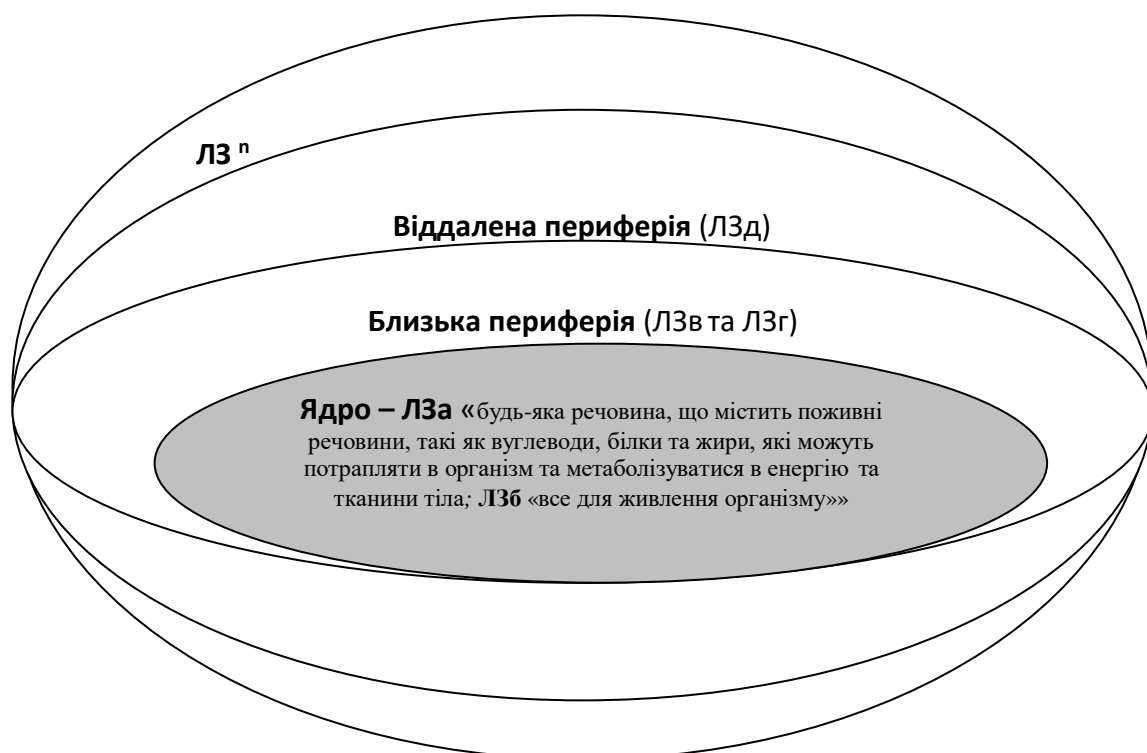 ЛЗ ⁿ
Віддалена периферія (ЛЗд)
Близька периферія (ЛЗв та ЛЗг)
Ядро – ЛЗа «будь-яка речовина, що містить поживні
речовини, такі як вуглеводи, білки та жири, які можуть
потрапляти в організм та метаболізуватися в енергію та
тканини тіла; ЛЗб «все для живлення організму»»